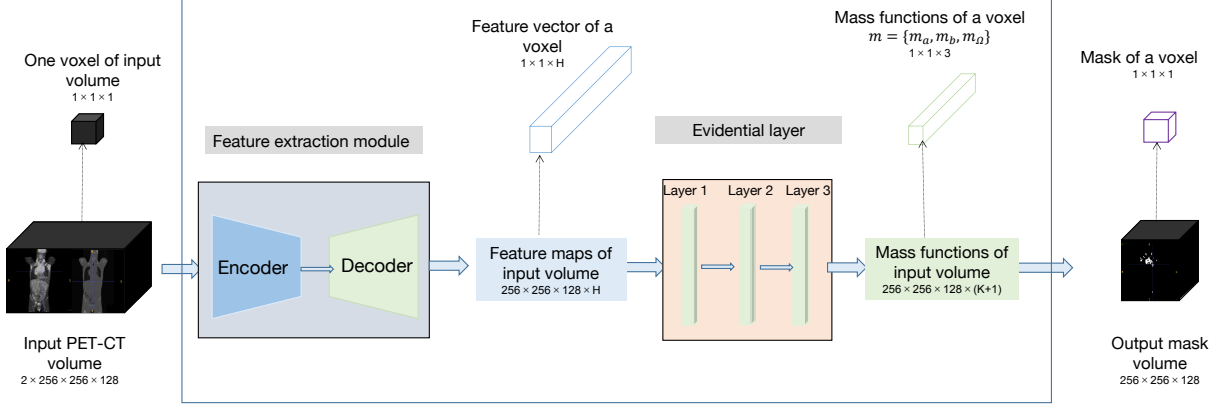 One voxel of input
volume
1 × 1 × 1
Input PET-CT
volume
2 × 256 × 256 × 128
Feature extraction module
Encoder
Decoder
Feature vector of a
voxel
1 × 1 × H
Feature maps of
input volume
256 × 256 × 128 × H
Evidential layer
Layer 1
Layer 2
Layer 3
Mass functions of a voxel
𝑚 = {𝑚𝑎, 𝑚𝑏, 𝑚𝛺}
1 × 1 × 3
Mass functions of
input volume
256 × 256 × 128 × (K+1)
Mask of a voxel
1 × 1 × 1
Output mask
volume
256 × 256 × 128